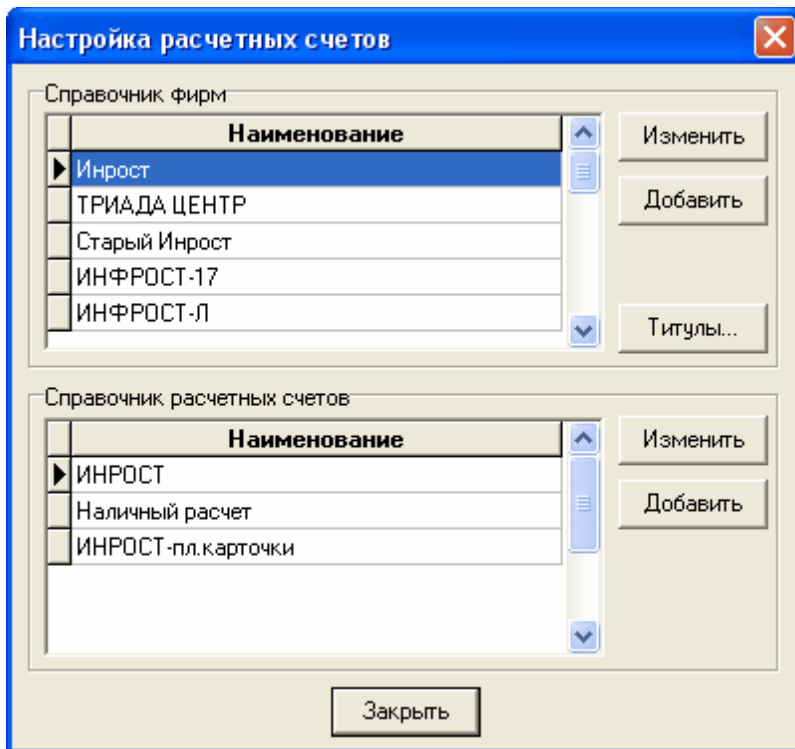 Настройка расчетных счетов
Справочник фирм
Наименование
Изменить
Инрост
ТРИАДА ЦЕНТР
Добавить
Старый Инрост
ИНФРОСТ-17
ИНФРОСТ-Л
Титулы...
Справочник расчетных счетов
Наименование
Изменить
ИНРОСТ
Наличный расчет
Добавить
ИНРОСТ-пл.карточки
Закрыть